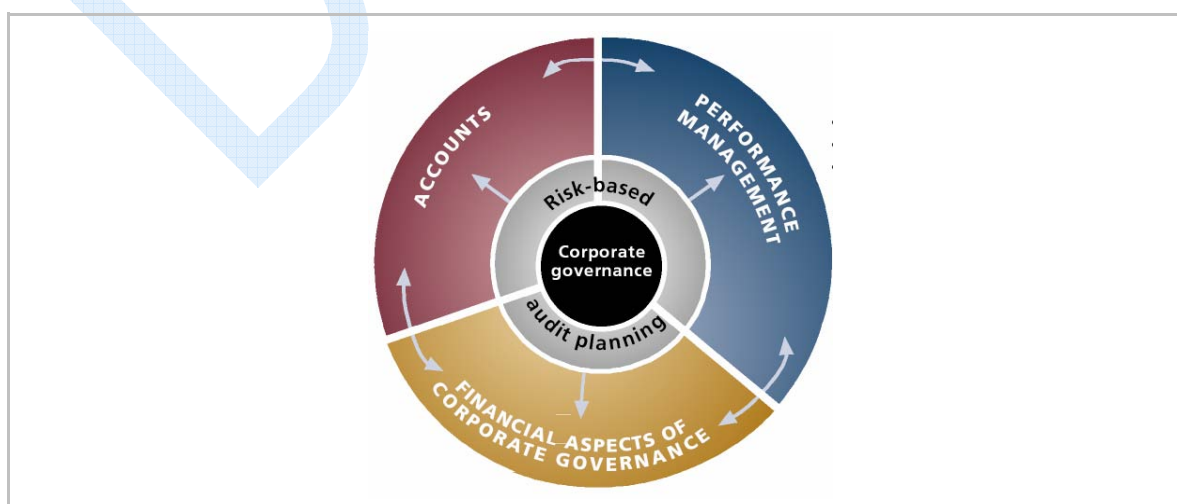 ACCOUNTS
PERFORMANCE
MANAGEMENT
Risk-based
Corporate
governance
audit planning
FINANCIAL ASPECTS OF
CORPORATE GOVERNANCE